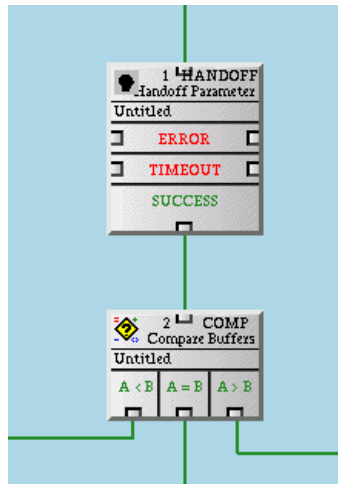 1 HANDOFF
Handoff Parameter
Untitled
ERROR
TIMEOUT
SUCCESS
2 COMP
Compare Buffers
Untitled
A < B A = B A > B